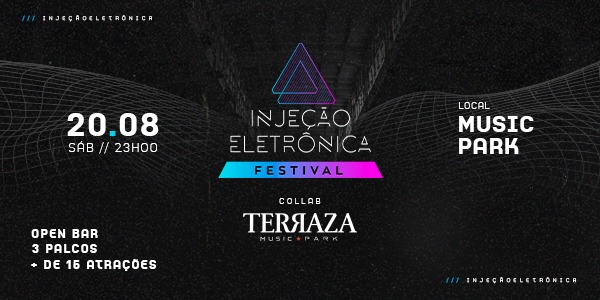 /// INJEÇÃOELETRÔNICA
20.08
SÁB // 23H00
INJEÇÃO
ELETRÔNICA
FESTIVAL
COLLAB
TERRAZA
MUSIC★PARK
LOCAL
MUSIC
PARK
OPEN BAR
3 PALCOS
+ DE 15 ATRAÇÕES
/// INJEÇÃOELETRÔNICA